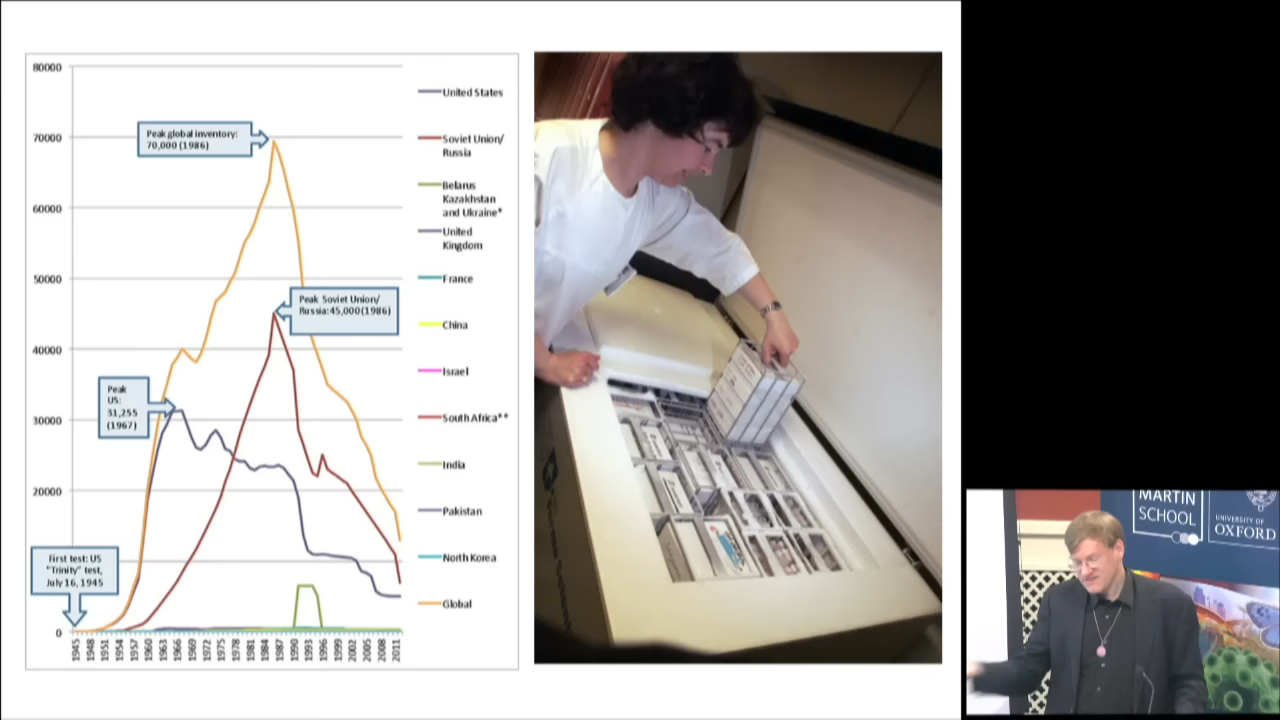 80000
70000
60000
50000
40000
30000
20000
0
Peak global inventory:
70,000 (1986)
Peak Soviet Union/
Russia:45,000(1986)
Peak
US:
31,255
(1967)
First test: US
"Trinity" test,
July 16, 1945
1945
1948
1951
1954
1957
1960
1963
1966
1969
1972
1975
1978
1981
1984
1987
1990
1993
1996
1999
2002
2005
2008
2011
United States
Soviet Union/
Russia
Belarus
Kazakhstan
and Ukraine*
United
Kingdom
France
China
Israel
South Africa**
India
Pakistan
North Korea
Global
MARTIN
SCHOOL
UNIVERSITY OF
OXFORD